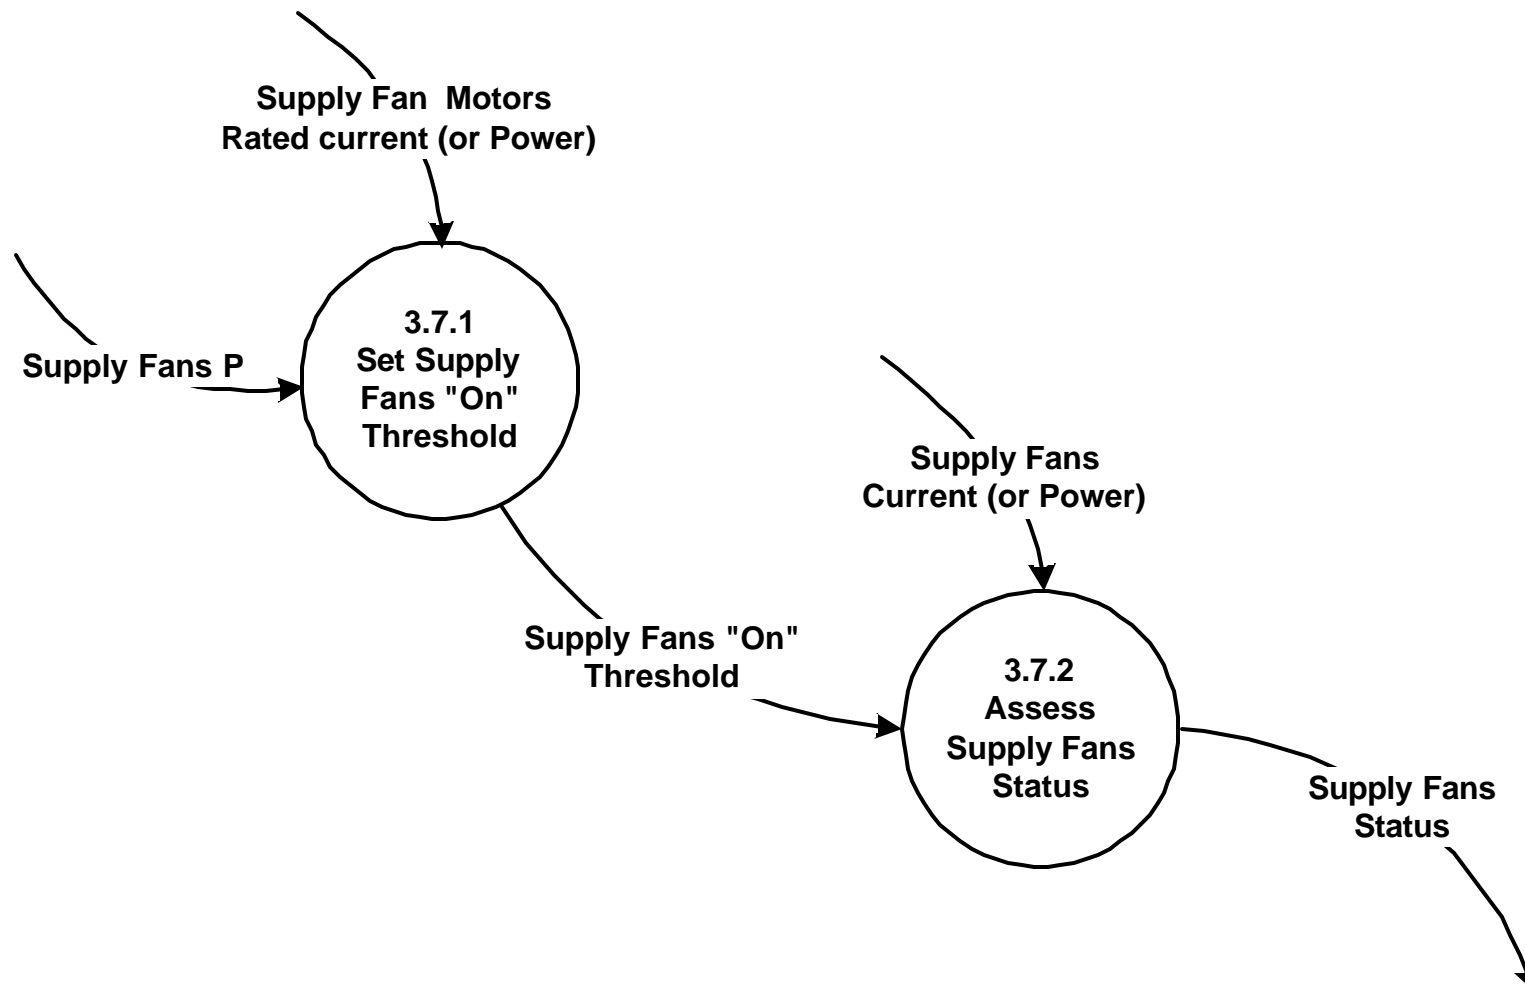 Supply Fan Motors
Rated current (or Power)
Supply Fans P
3.7.1
Set Supply
Fans "On"
Threshold
Supply Fans
Current (or Power)
Supply Fans "On"
Threshold
3.7.2
Assess
Supply Fans
Status
Supply Fans
Status